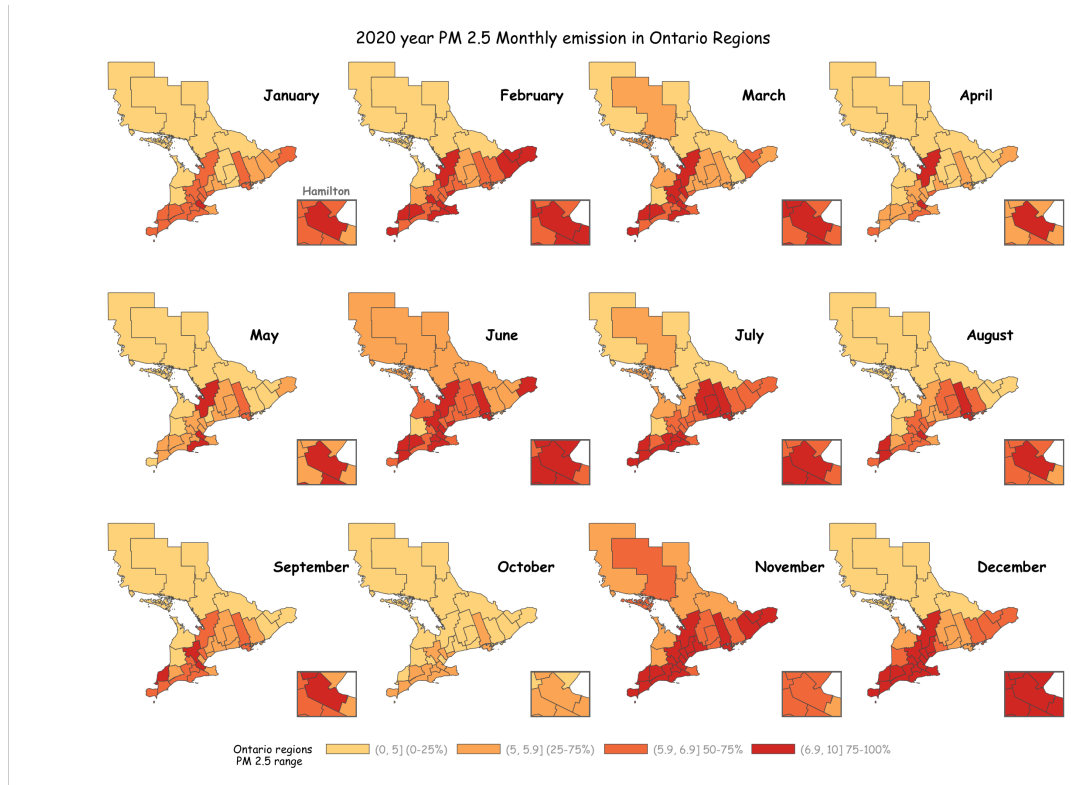 2020 year PM 2.5 Monthly emission in Ontario Regions
January
February
March
April
Hamilton
May
June
July
August
September
October
November
December
Ontario regions
PM 2.5 range
(0, 5] (0-25%)
(5, 5.9] (25-75%)
(5.9, 6.9] 50-75%
(6.9, 10] 75-100%